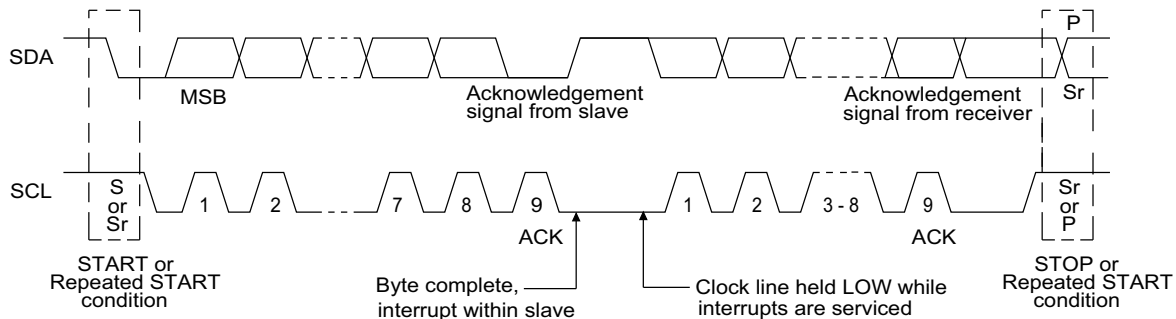 P
SDA
MSB
Acknowledgement
signal from slave
Acknowledgement
signal from receiver
Sr
SCL
S
or
Sr
1
2
7
8
9
1
2
3 - 8
9
Sr
or
P
ACK
ACK
START or
Repeated START
condition
Byte complete,
interrupt within slave
Clock line held LOW while
interrupts are serviced
STOP or
Repeated START
condition